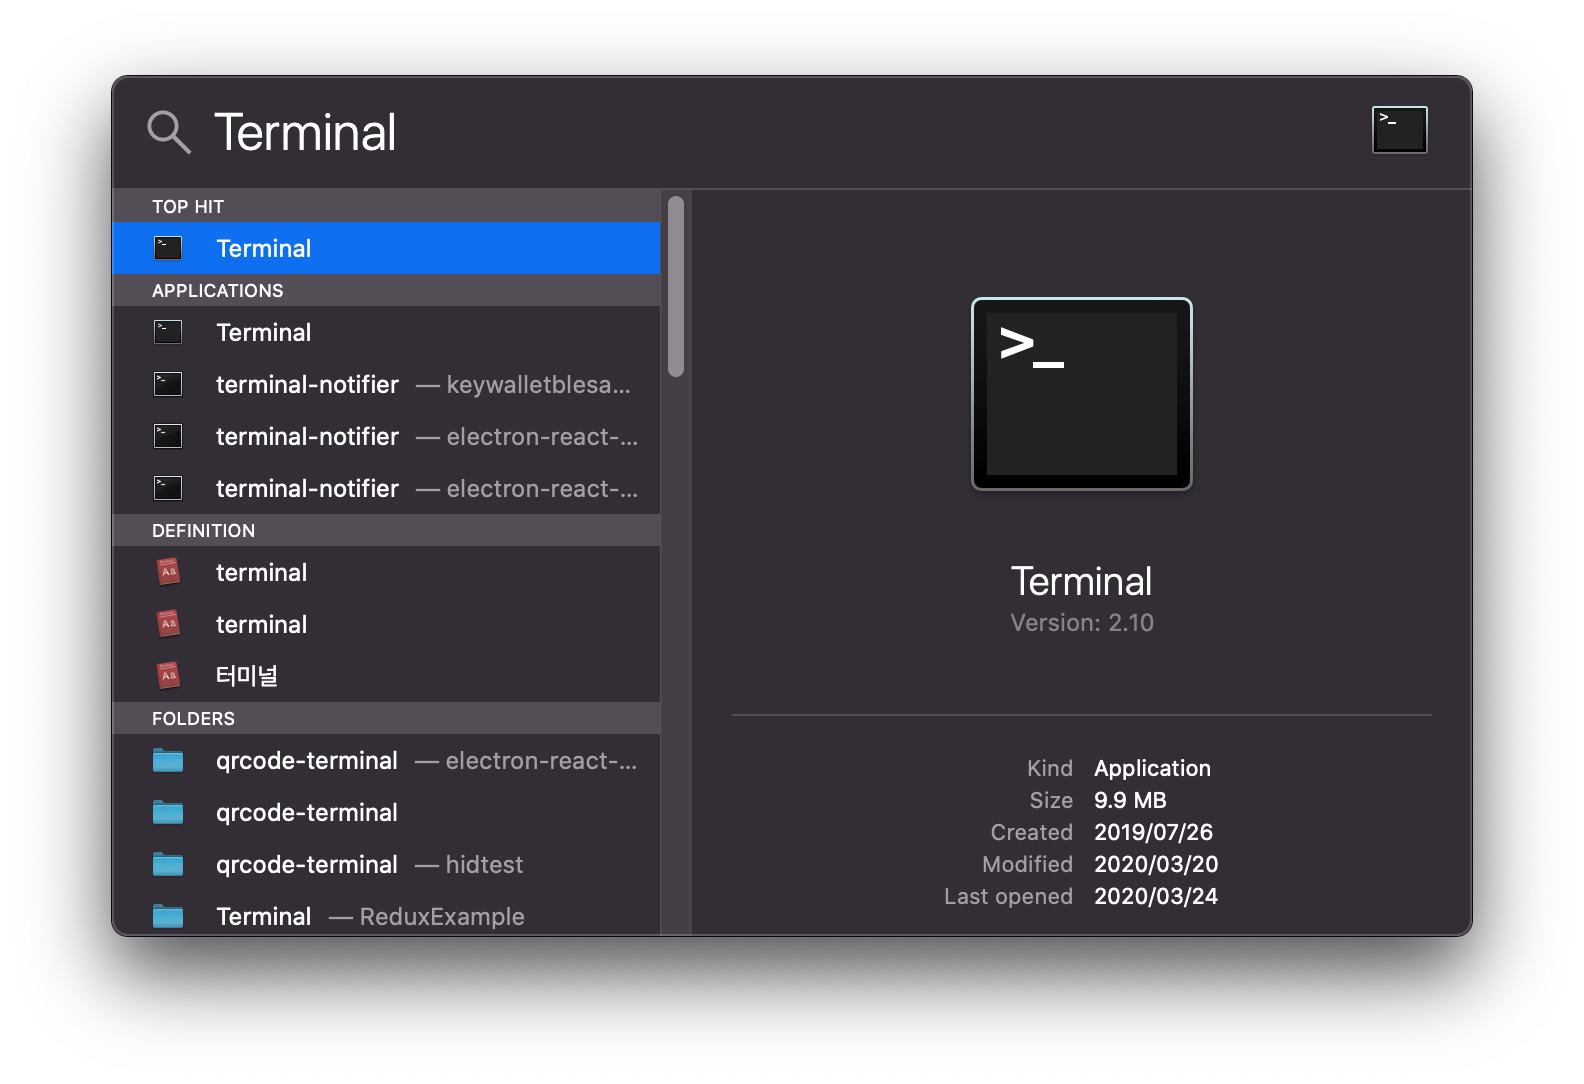 Terminal
TOP HIT
Terminal
APPLICATIONS
Terminal
terminal-notifier — keywalletblesa...
terminal-notifier — electron-react-...
terminal-notifier — electron-react-...
DEFINITION
terminal
terminal
터미널
FOLDERS
qrcode-terminal — electron-react-...
qrcode-terminal
qrcode-terminal — hidtest
Terminal — ReduxExample
>_
Terminal
Version: 2.10
Kind Application
Size 9.9 MB
Created 2019/07/26
Modified 2020/03/20
Last opened 2020/03/24